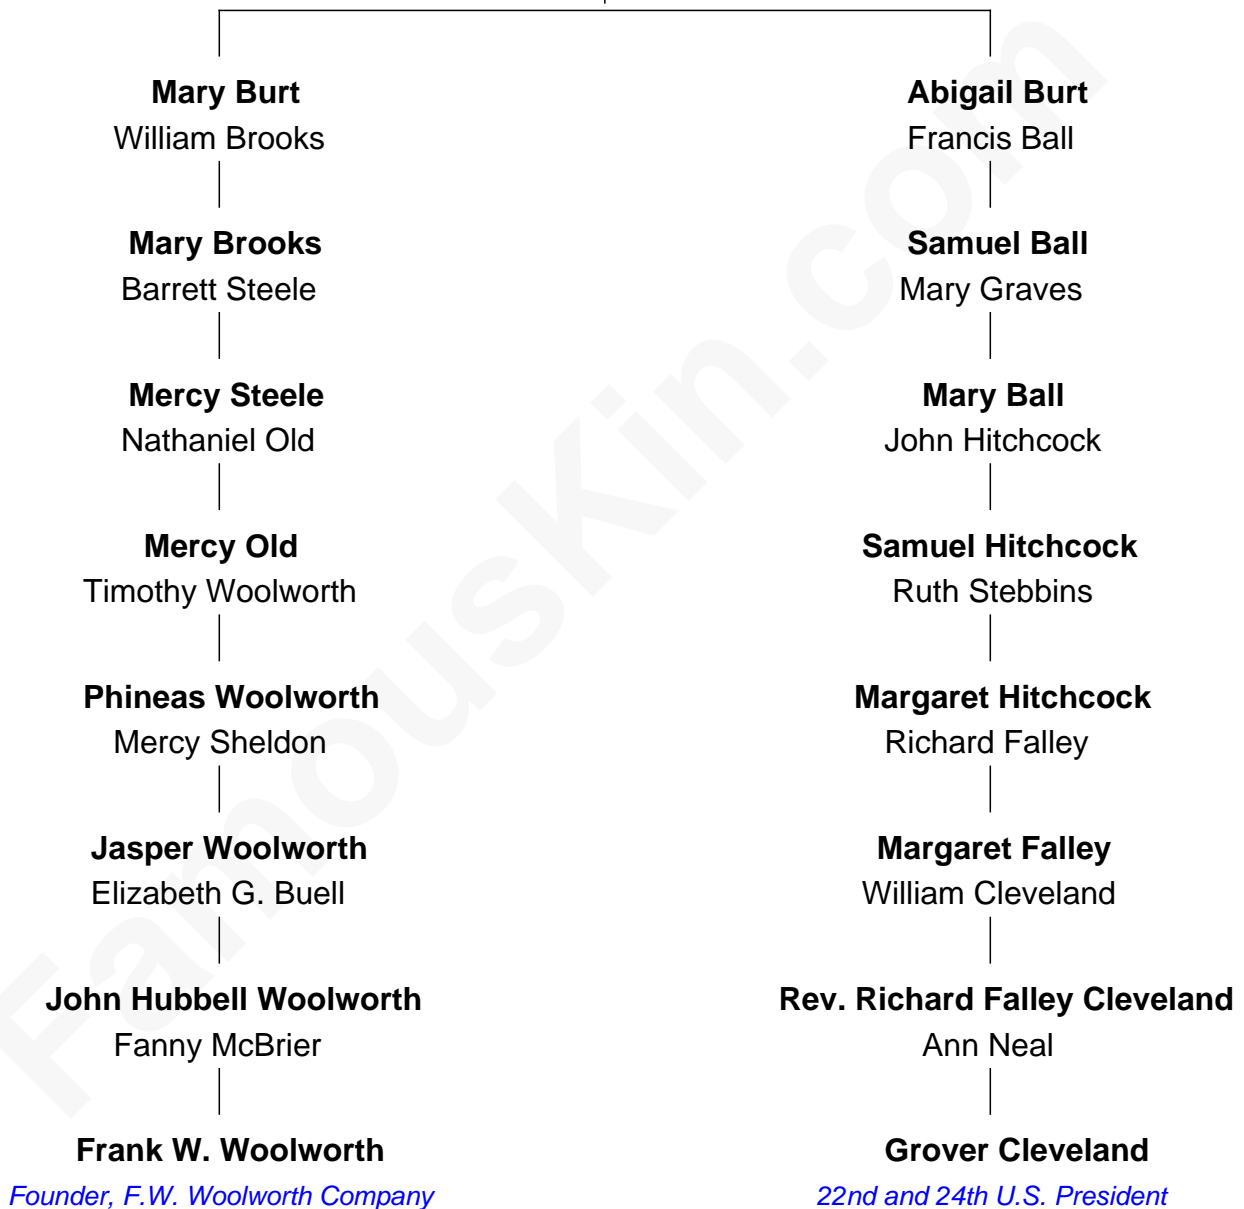 Mary Burt
William Brooks
Abigail Burt
Francis Ball
Mary Brooks
Barrett Steele
Samuel Ball
Mary Graves
Mercy Steele
Nathaniel Old
Mary Ball
John Hitchcock
Mercy Old
Timothy Woolworth
Samuel Hitchcock
Ruth Stebbins
Phineas Woolworth
Mercy Sheldon
Margaret Hitchcock
Richard Falley
Jasper Woolworth
Elizabeth G. Buell
Margaret Falley
William Cleveland
John Hubbell Woolworth
Fanny McBrier
Rev. Richard Falley Cleveland
Ann Neal
Frank W. Woolworth
Founder, F.W. Woolworth Company
Grover Cleveland
22nd and 24th U.S. President
FamousKin.com